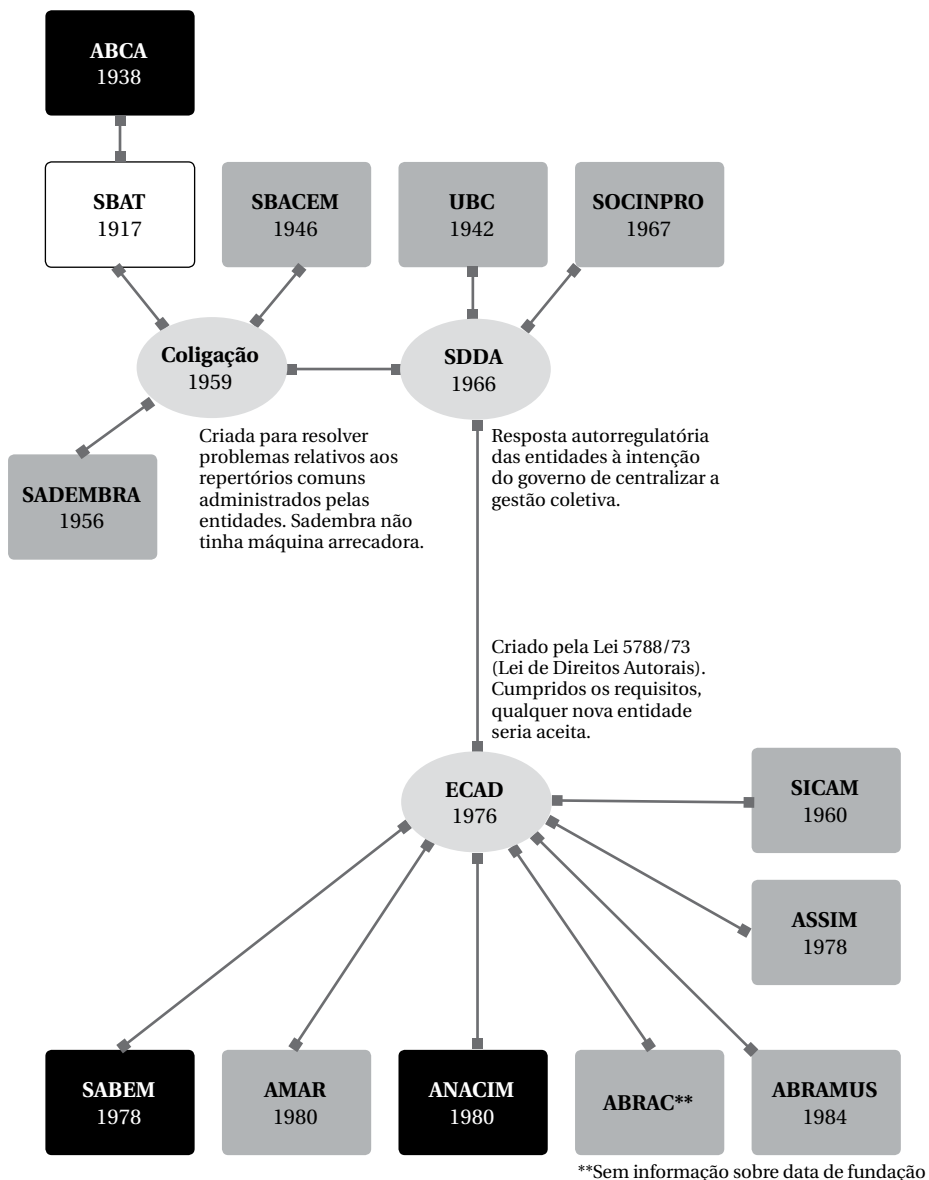 ABCA
1938
SBAT
1917
SBACEM
1946
UBC
1942
SOCINPRO
1967
Coligação
1959
SDDA
1966
Criada para resolver
problemas relativos aos
repertórios comuns
administrados pelas
entidades. Sadembra não
tinha máquina arrecadora.
Resposta autorregulatória
das entidades à intenção
do governo de centralizar a
gestão coletiva.
SADEMBRA
1956
Criado pela Lei 5788/73
(Lei de Direitos Autorais).
Cumpridos os requisitos,
qualquer nova entidade
seria aceita.
ECAD
1976
SICAM
1960
ASSIM
1978
SABEM
1978
AMAR
1980
ANACIM
1980
ABRAC**
ABRAMUS
1984
**Sem informação sobre data de fundação